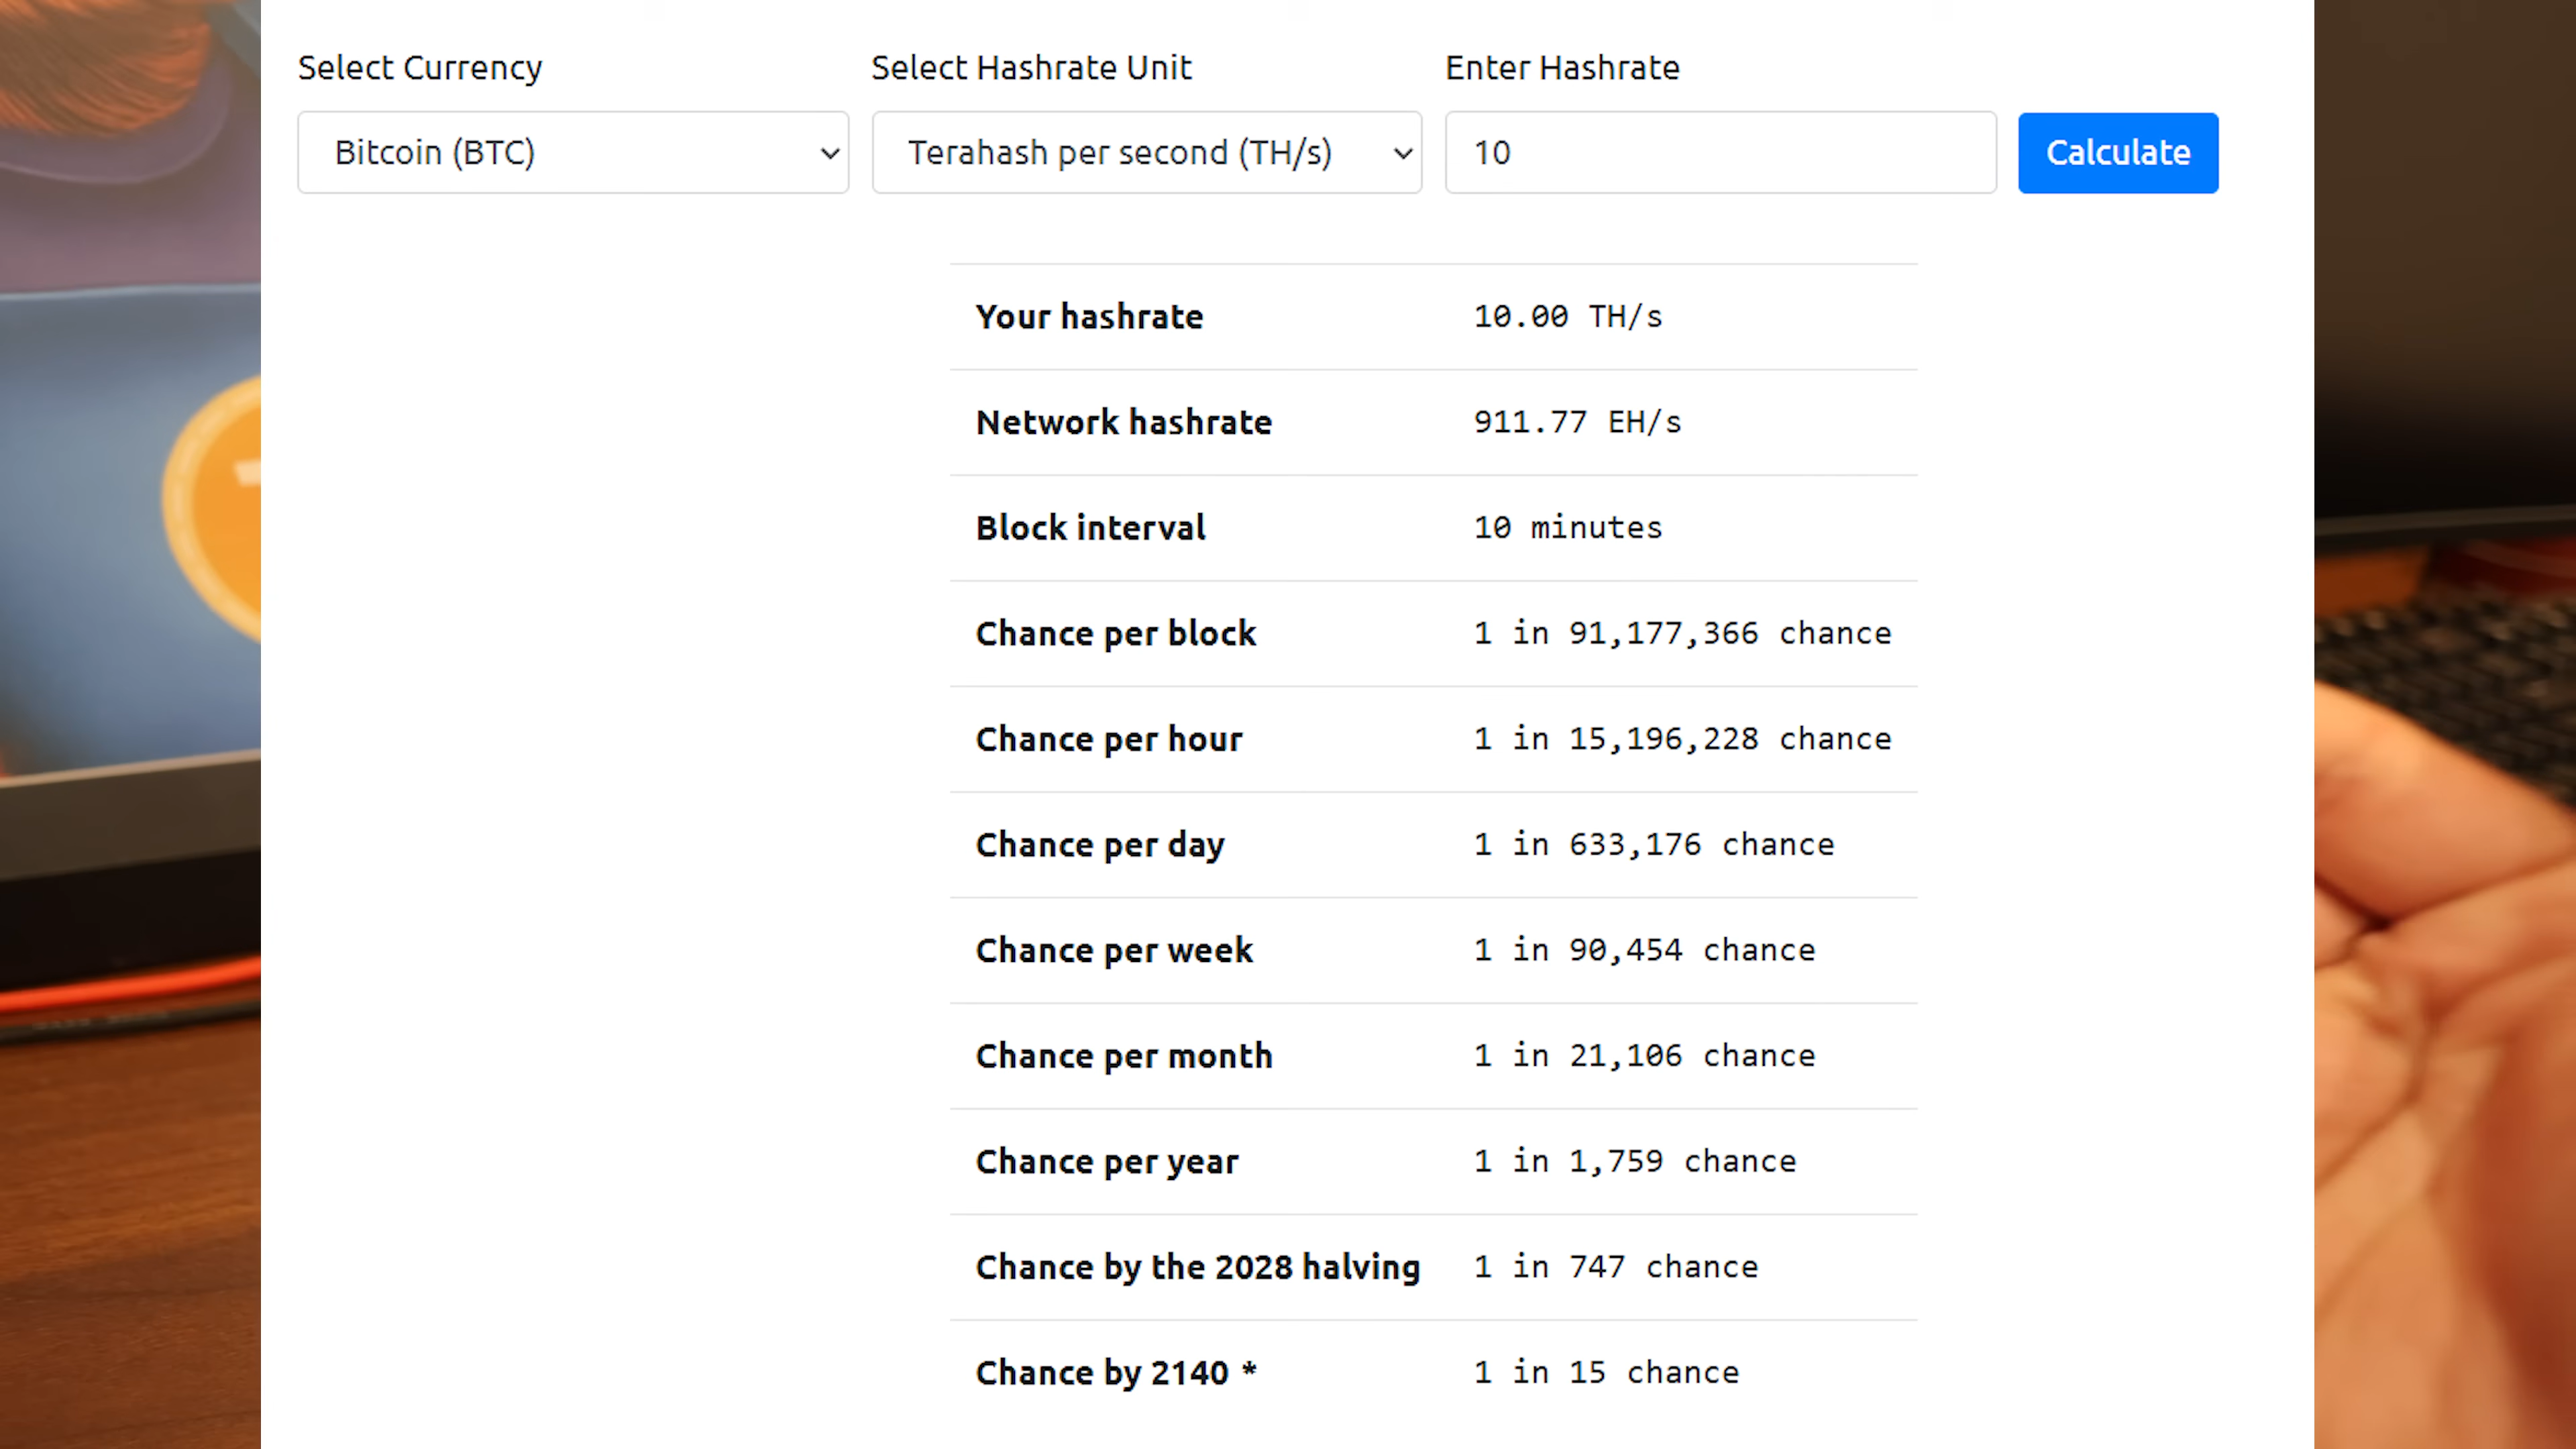 Select Currency
Select Hashrate Unit
Enter Hashrate
Bitcoin (BTC)
Terahash per second (TH/s)
10
Calculate
Your hashrate 10.00 TH/s
Network hashrate 911.77 EH/s
Block interval 10 minutes
Chance per block 1 in 91,177,366 chance
Chance per hour 1 in 15,196,228 chance
Chance per day 1 in 633,176 chance
Chance per week 1 in 90,454 chance
Chance per month 1 in 21,106 chance
Chance per year 1 in 1,759 chance
Chance by the 2028 halving 1 in 747 chance
Chance by 2140 * 1 in 15 chance